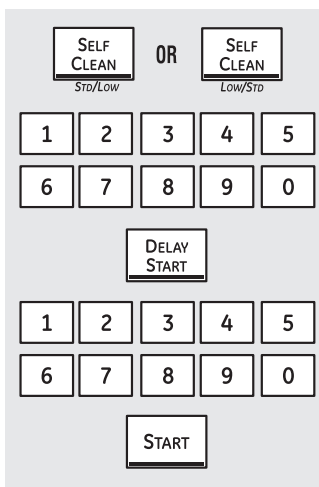 SELF CLEAN OR SELF CLEAN
STD/LOW LOW/STD
1 2 3 4 5
6 7 8 9 0
DELAY
START
1 2 3 4 5
6 7 8 9 0
START